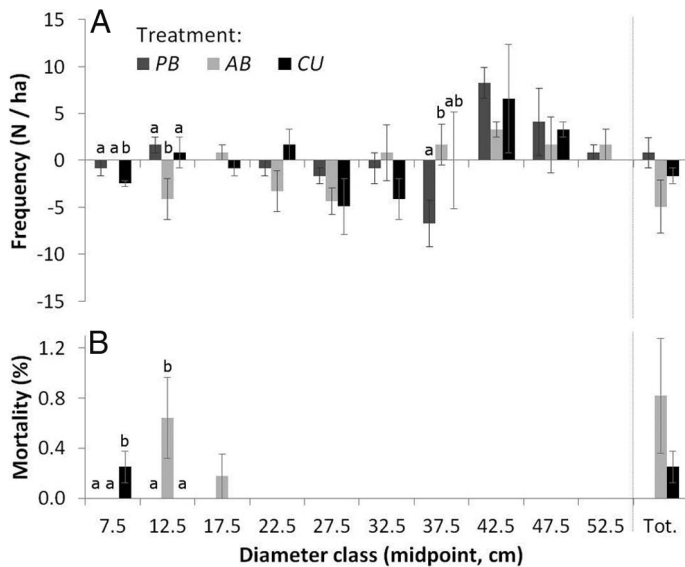 A
15
Treatment:
PB AB CU
10
5
0
-5
-10
-15
Frequency (N / ha)
a a b
a b a
a b ab
B
1.2
0.8
0.4
0.0
Mortality (%)
a a b
a b a
7.5 12.5 17.5 22.5 27.5 32.5 37.5 42.5 47.5 52.5 Tot.
Diameter class (midpoint, cm)